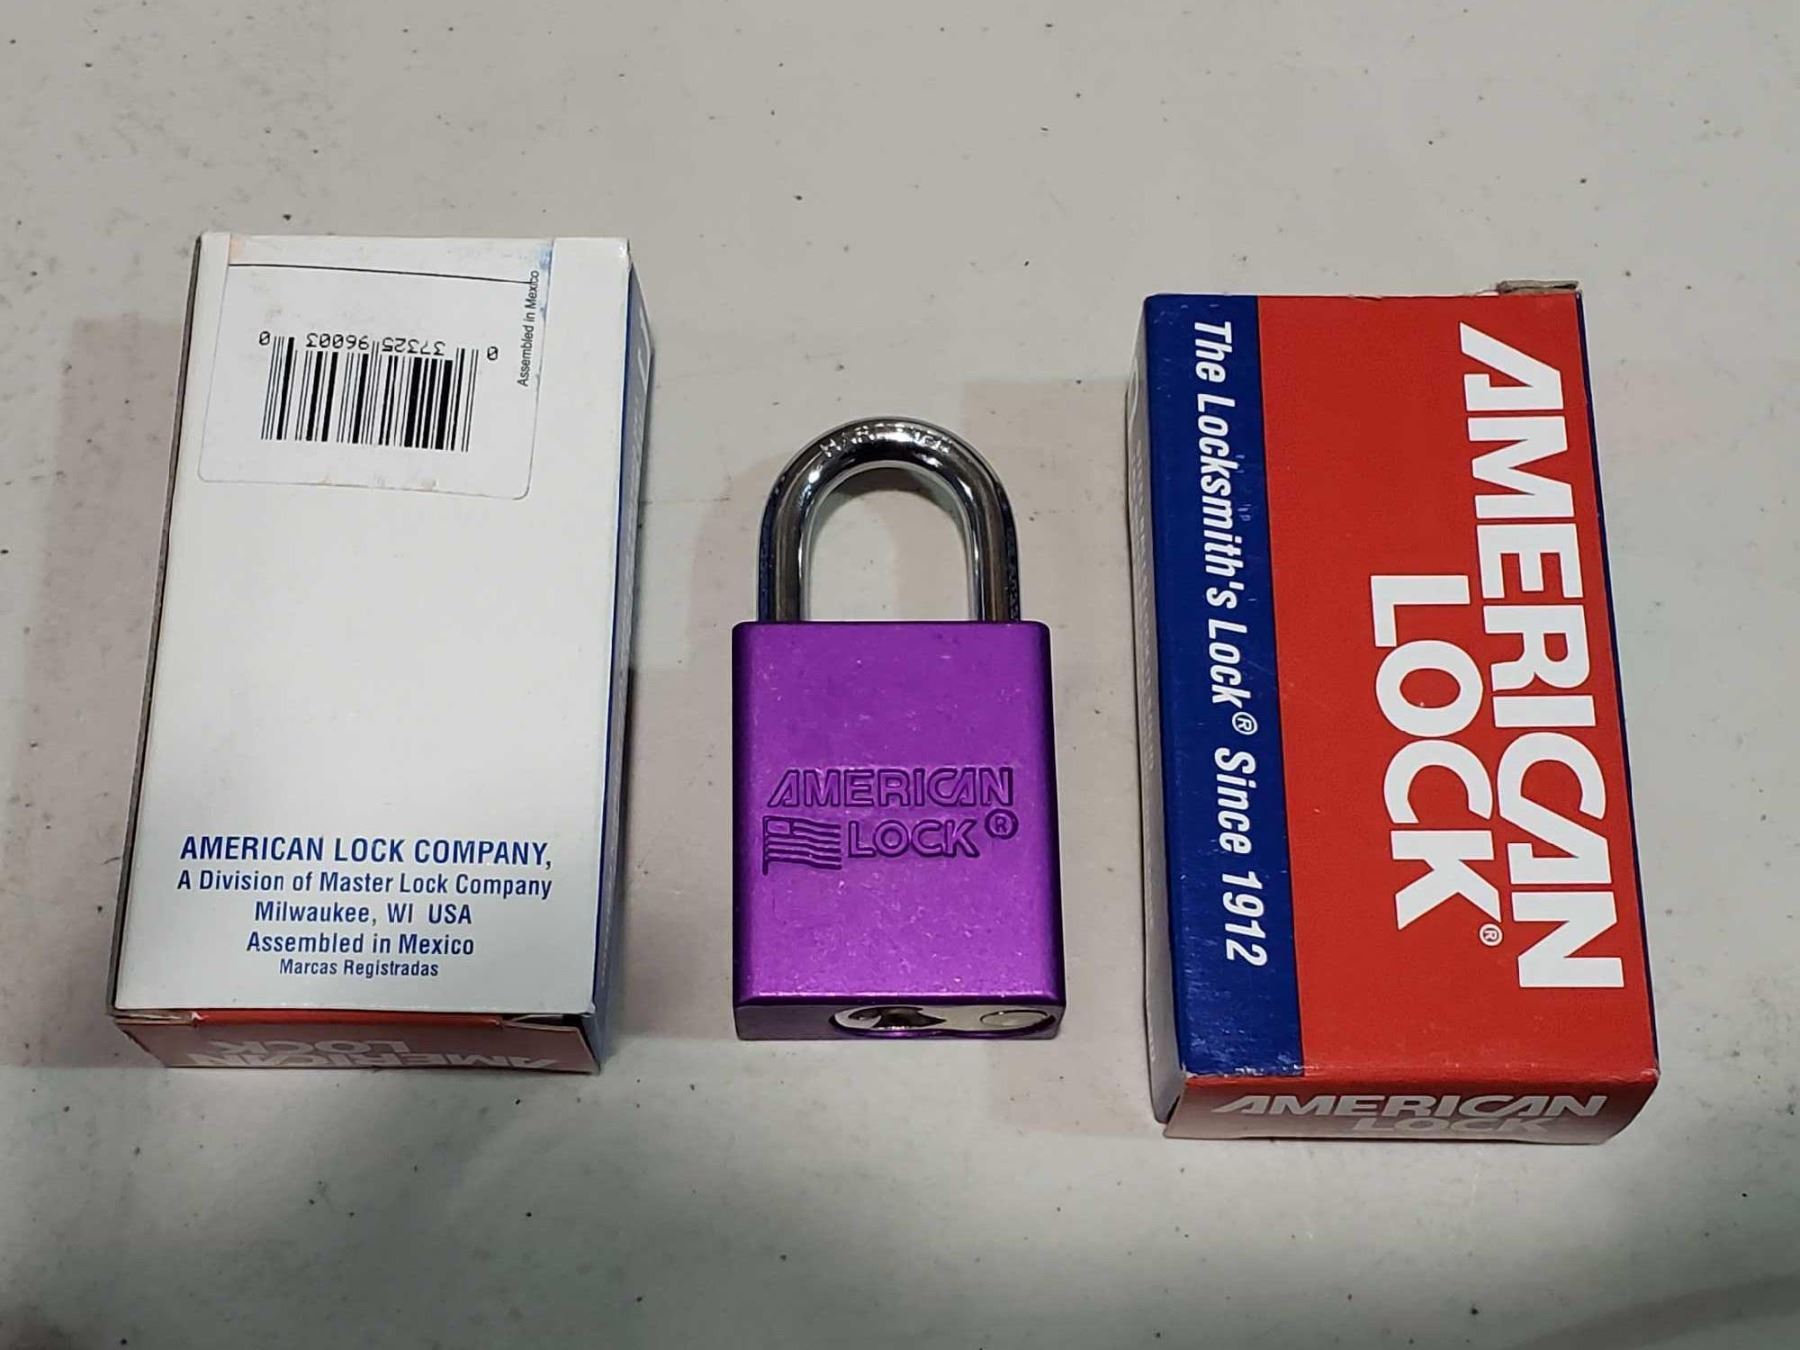 Assembled in Mexico
0 37325 96003 0
AMERICAN LOCK COMPANY,
A Division of Master Lock Company
Milwaukee, WI USA
Assembled in Mexico
Marcas Registradas
AMERICAN
LOCK
HARDENED
AMERICAN
LOCK®
The Locksmith's Lock® Since 1912
AMERICAN
LOCK®
AMERICAN
LOCK